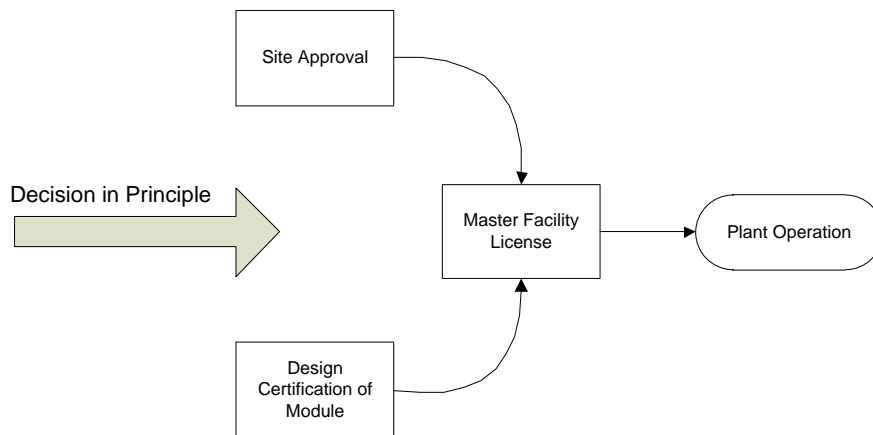 Site Approval
Decision in Principle
Master Facility
License
Plant Operation
Design
Certification of
Module